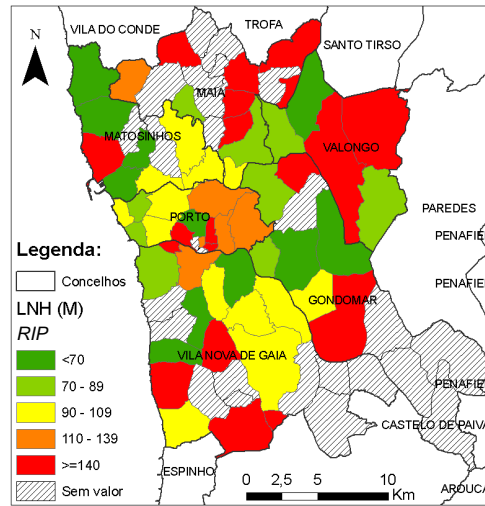 VILA DO CONDE
TROFA
SANTO TIRSO
N
MAIA
MATOSINHOS
VALONGO
PAREDES
PORTO
PENAFIE
Legenda:
Concelhos
PENAFIE
GONDOMAR
LNH (M)
RIP
<70
VILA NOVA DE GAIA
70 - 89
PENAFIE
90 - 109
CASTELO DE PAIVA
110 - 139
>=140
ESPINHO
0 2,5 5 10
Sem valor
Km
AROUCA